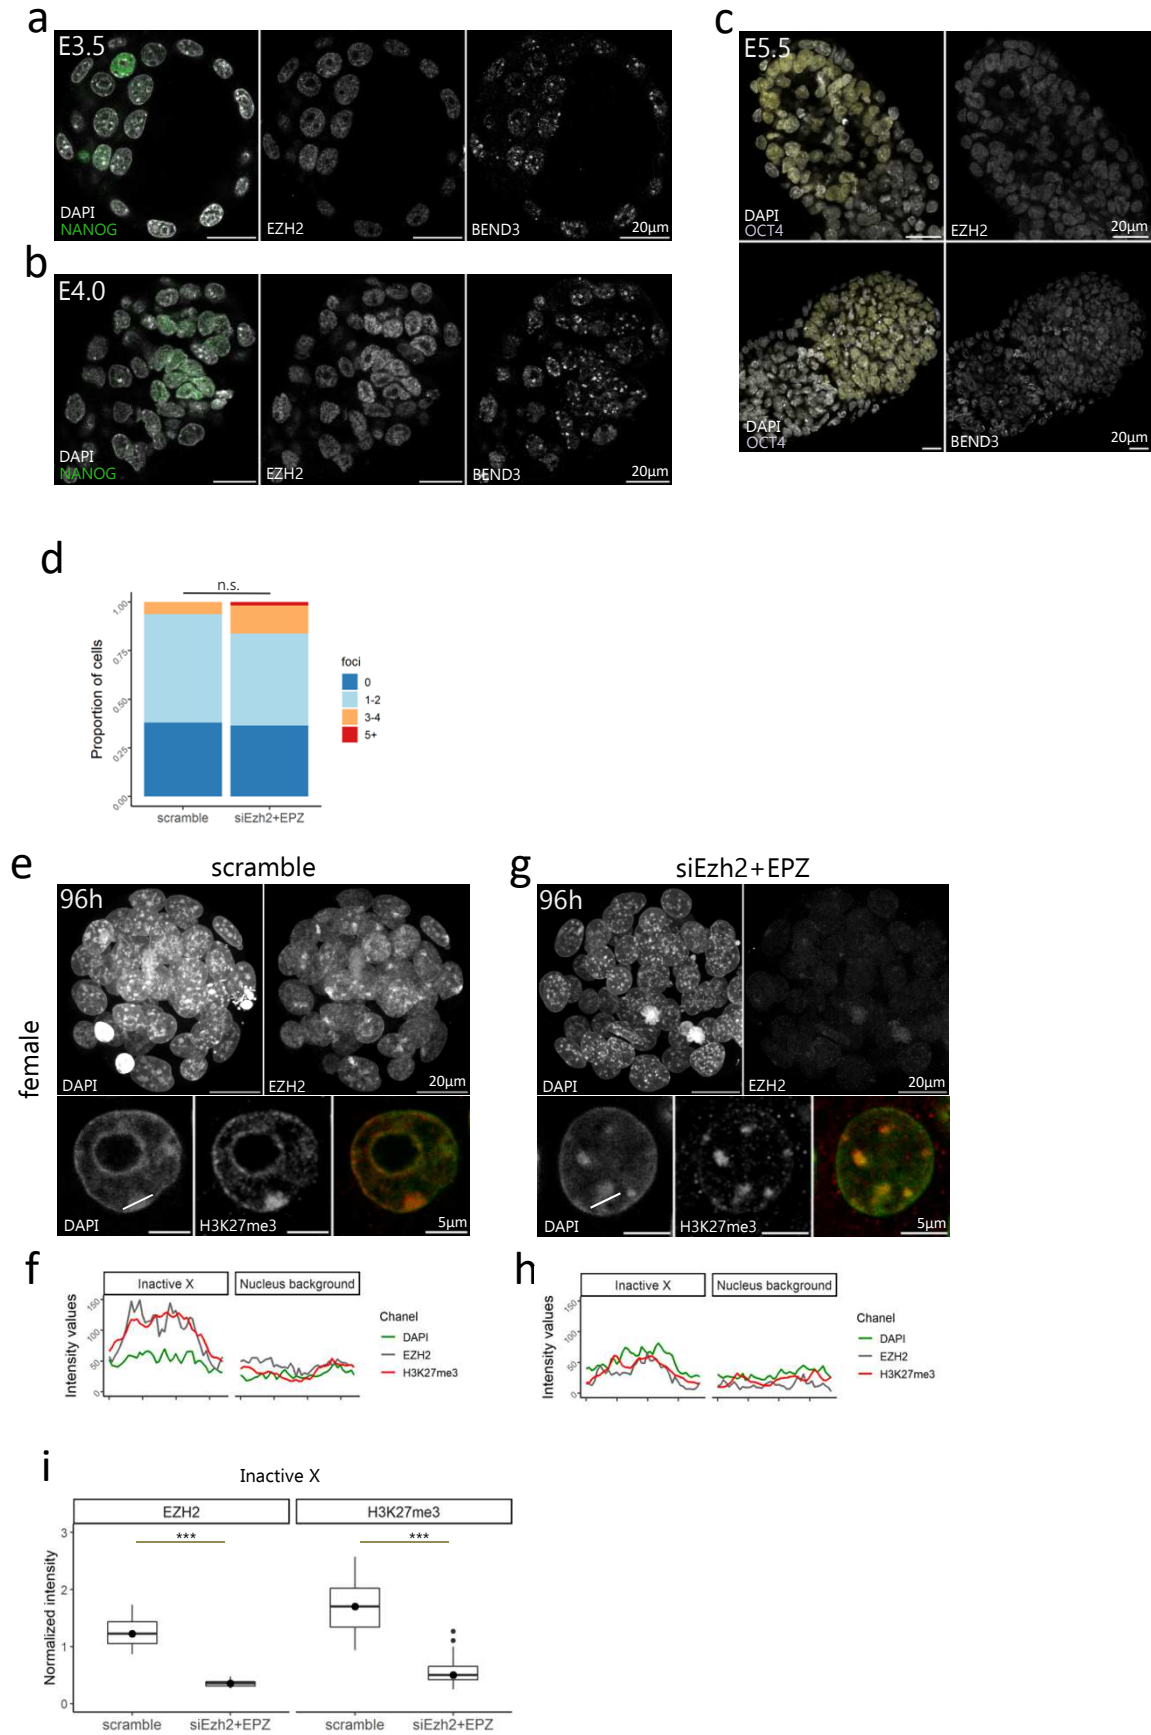 a
E3.5
DAPI
NANOG
EZH2
BEND3
20μm
b
E4.0
DAPI
NANOG
EZH2
BEND3
20μm
c
E5.5
DAPI
OCT4
EZH2
20μm
DAPI
OCT4
BEND3
20μm
d
n.s.
Proportion of cells
1.00
0.75
0.50
0.25
0.00
scramble
siEzh2+EPZ
foci
0
1-2
3-4
5+
female
e
scramble
96h
DAPI
EZH2
20μm
DAPI
H3K27me3
5μm
g
siEzh2+EPZ
96h
DAPI
EZH2
20μm
DAPI
H3K27me3
5μm
f
Inactive X
Nucleus background
Intensity values
150
100
50
0
Chanel
DAPI
EZH2
H3K27me3
h
Inactive X
Nucleus background
Intensity values
150
100
50
0
Chanel
DAPI
EZH2
H3K27me3
i
Inactive X
EZH2
H3K27me3
***
***
Normalized intensity
3
2
1
0
scramble
siEzh2+EPZ
scramble
siEzh2+EPZ